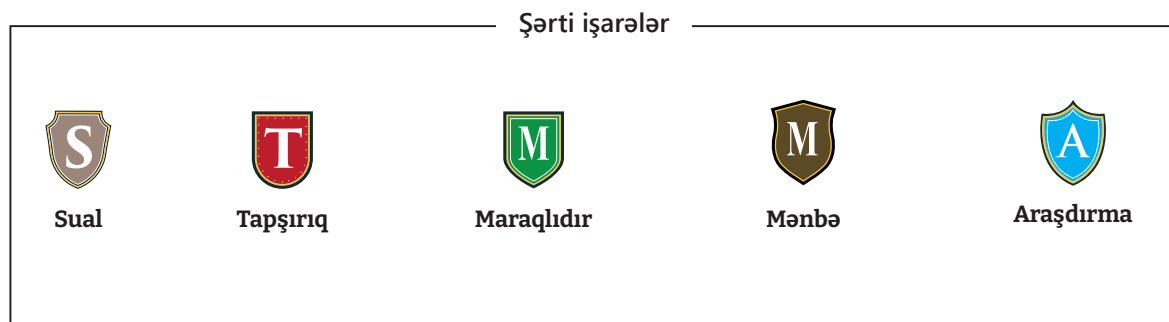 Şərti işarələr
S T M M A
Sual Tapşırıq Maraqlıdır Mənbə Araşdırma